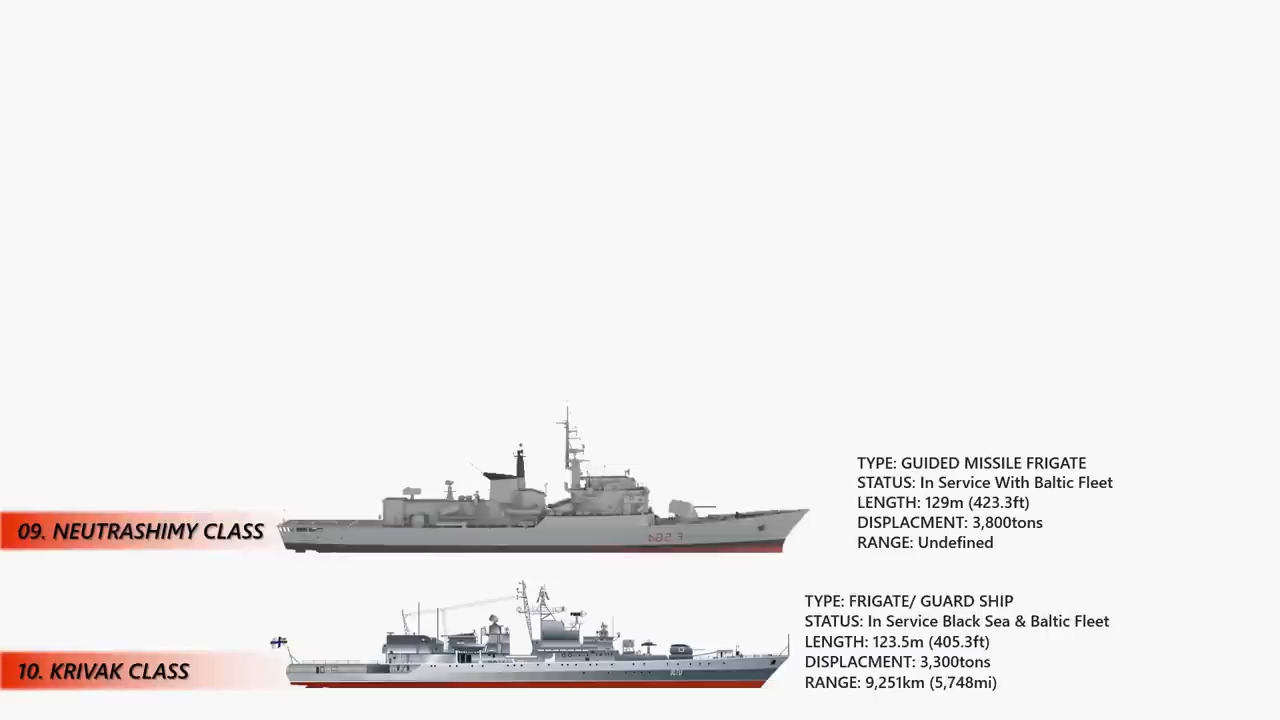 TYPE: GUIDED MISSILE FRIGATE
STATUS: In Service With Baltic Fleet
LENGTH: 129m (423.3ft)
DISPLACMENT: 3,800tons
RANGE: Undefined
09. NEUTRASHIMY CLASS
TYPE: FRIGATE/ GUARD SHIP
STATUS: In Service Black Sea & Baltic Fleet
LENGTH: 123.5m (405.3ft)
DISPLACMENT: 3,300tons
RANGE: 9,251km (5,748mi)
10. KRIVAK CLASS